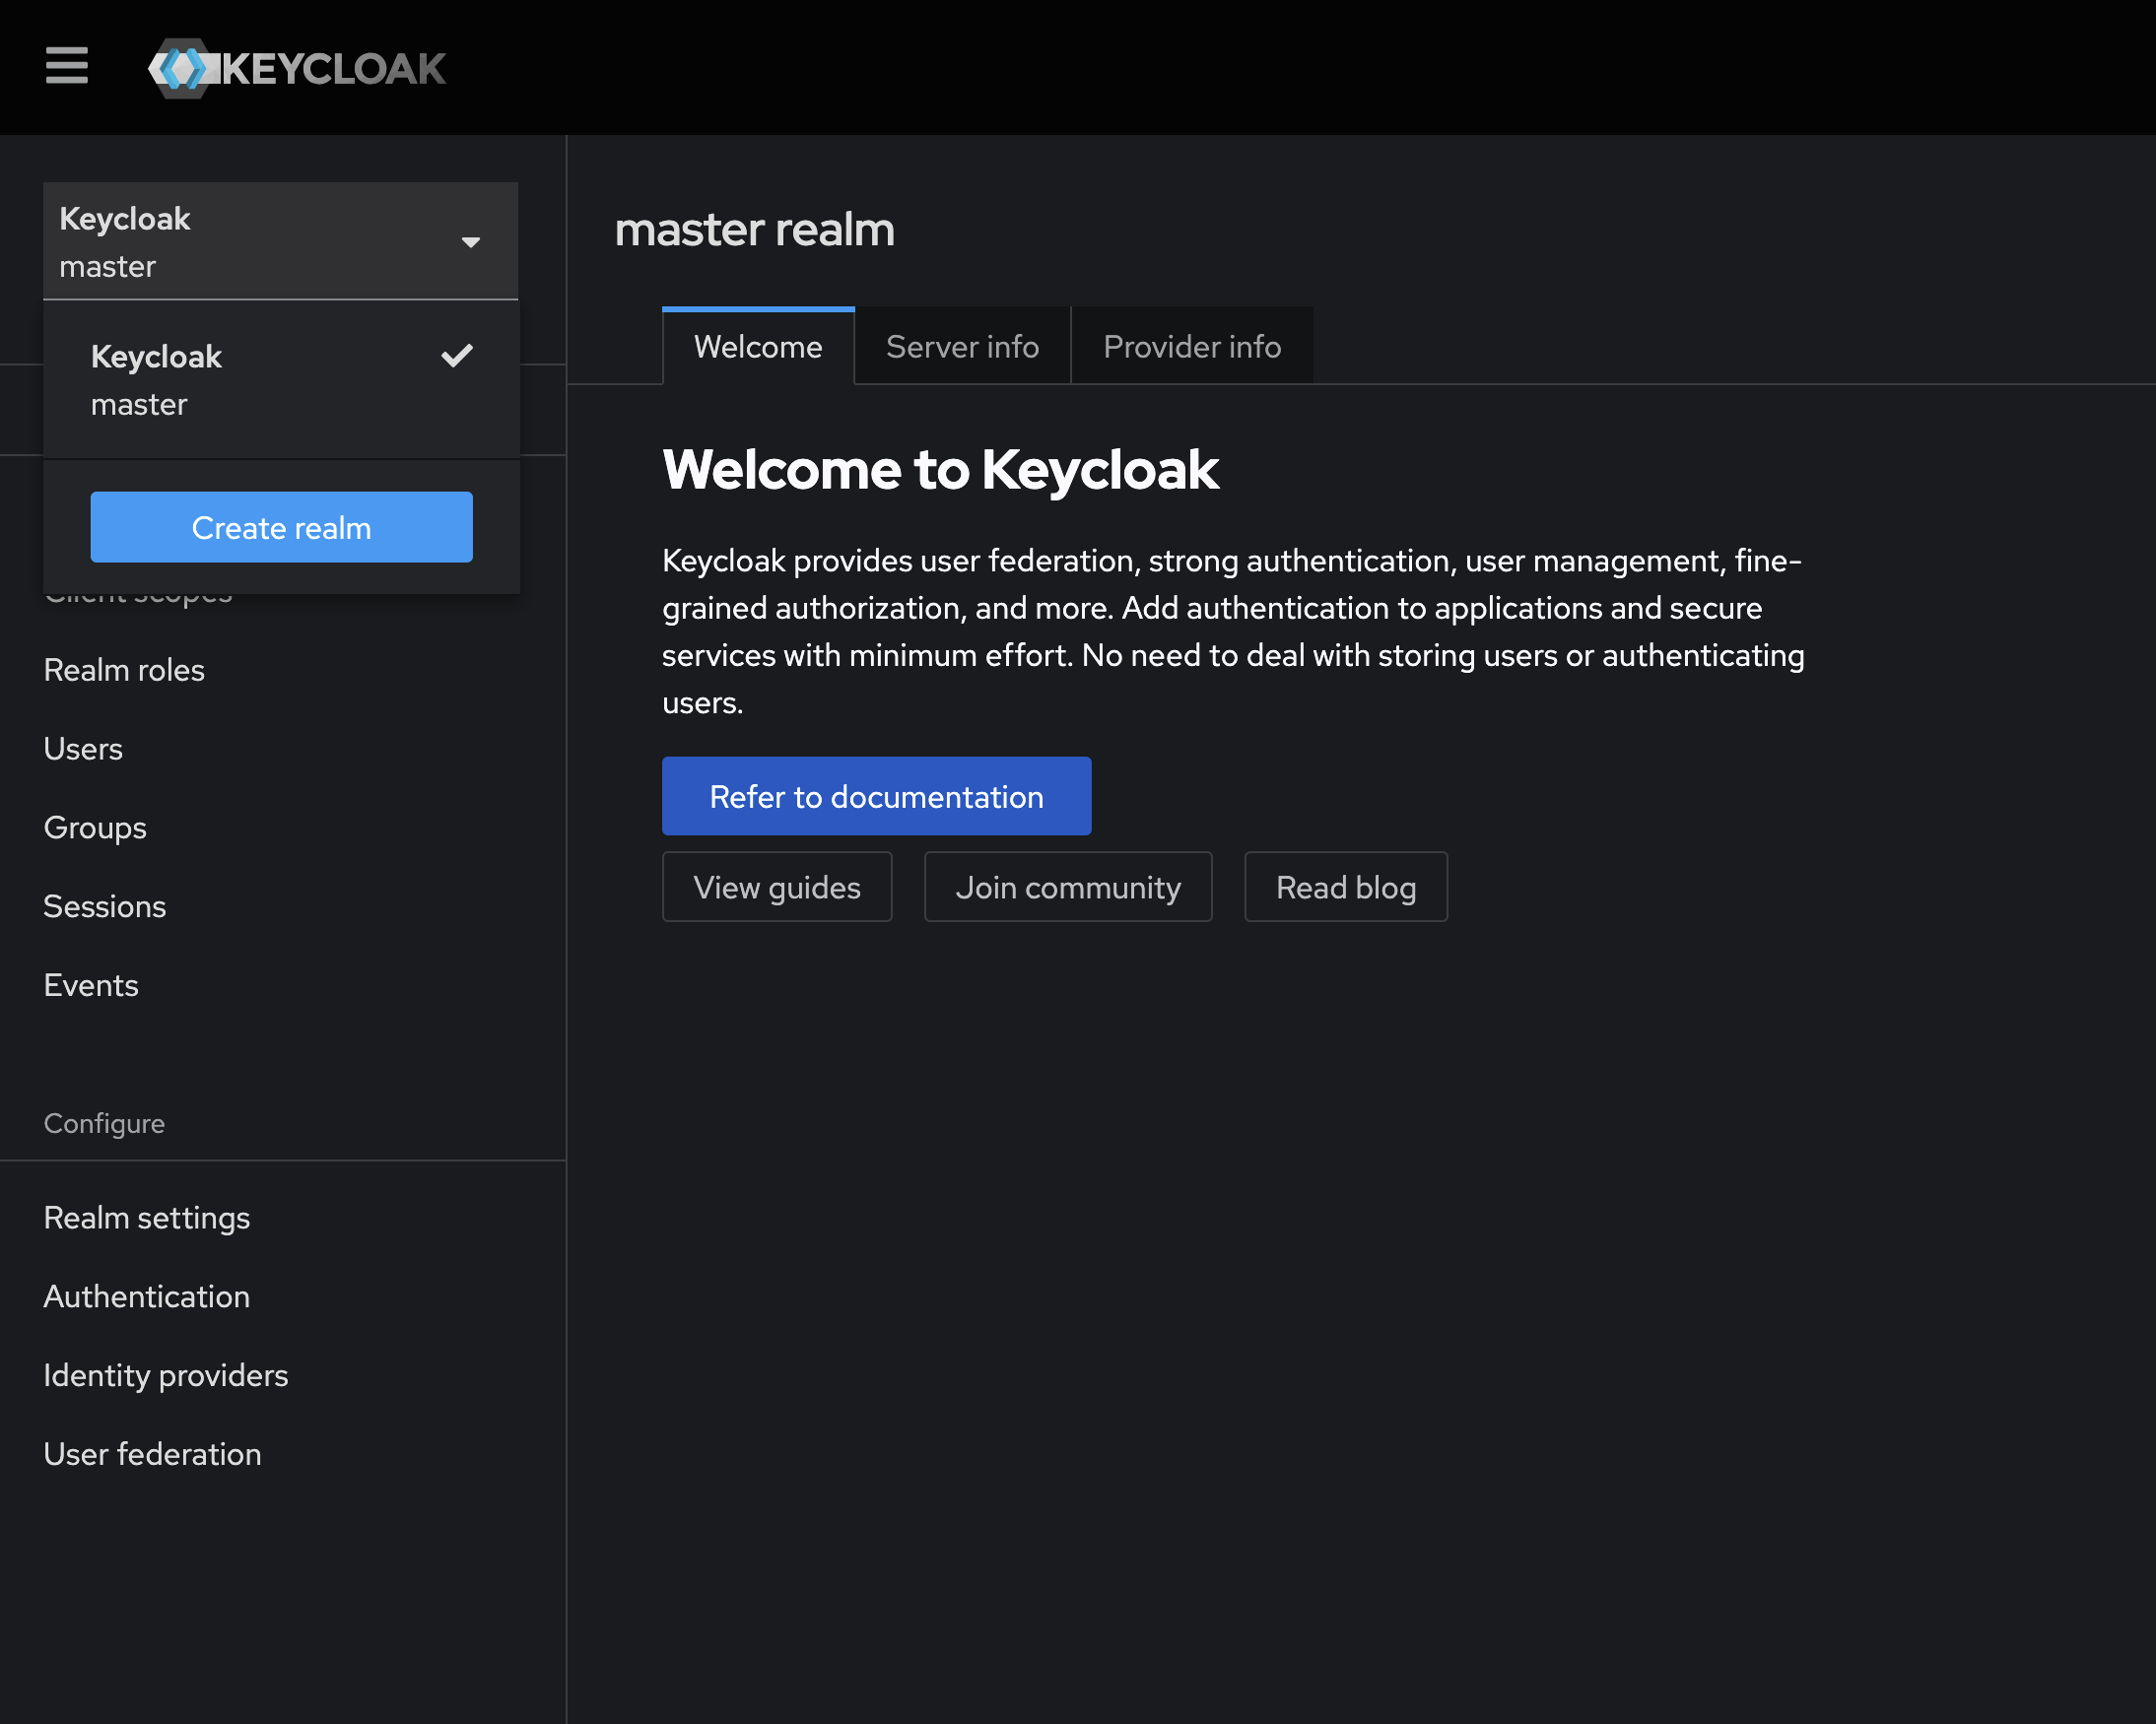 KEYCLOAK
Keycloak
master
Keycloak
master
Create realm
Client scopes
Realm roles
Users
Groups
Sessions
Events
Configure
Realm settings
Authentication
Identity providers
User federation
master realm
Welcome
Server info
Provider info
Welcome to Keycloak
Keycloak provides user federation, strong authentication, user management, fine-
grained authorization, and more. Add authentication to applications and secure
services with minimum effort. No need to deal with storing users or authenticating
users.
Refer to documentation
View guides
Join community
Read blog